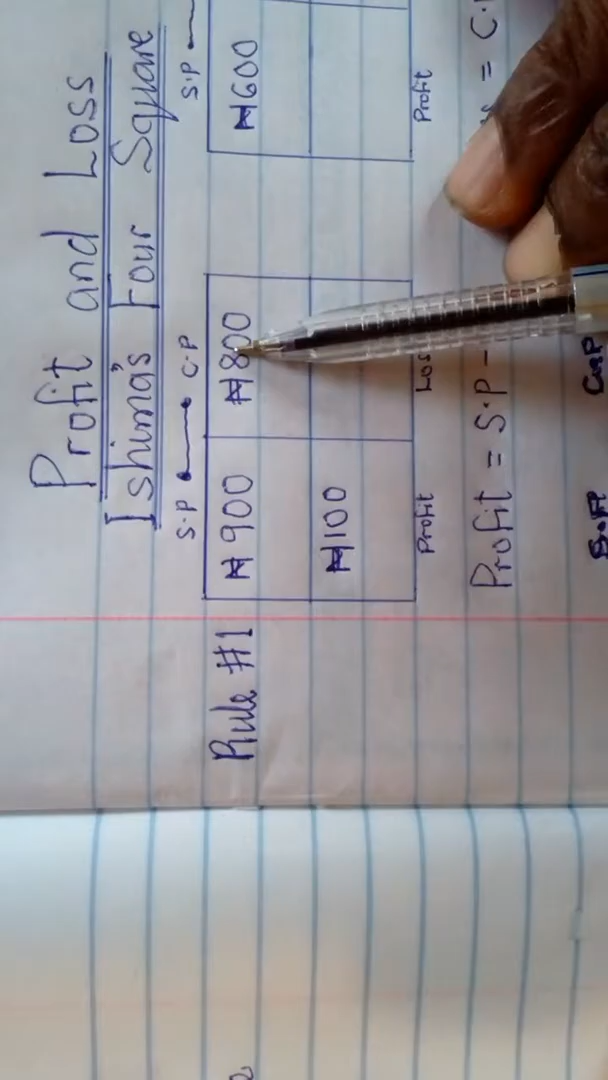 Profit and Loss
Ishima's Four Square
S.P C.P
S.P
Rule #1
₦900 ₦800
₦600
₦100
Profit
Profit
Profit = S.P -
= C.